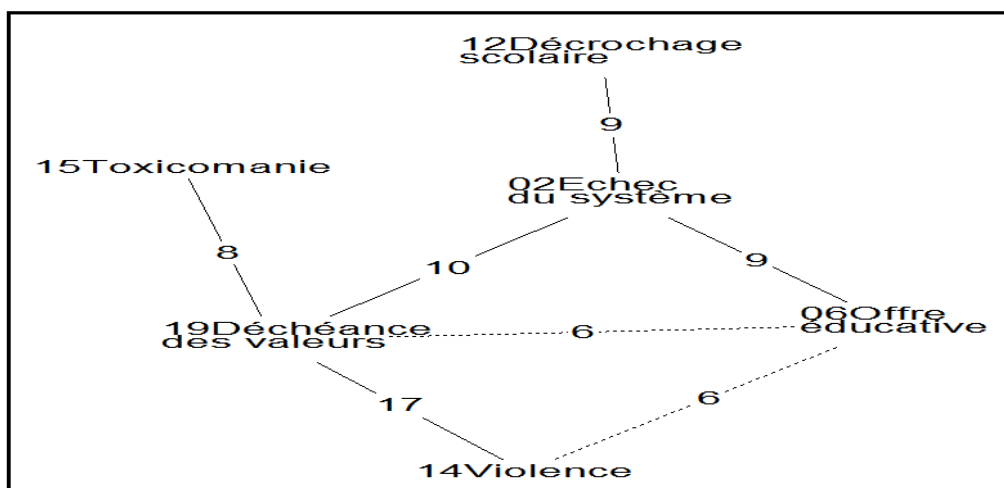 12Décrochage
scolaire
9
15Toxicomanie
02Echec
du système
8
10
9
06Offre
éducative
19Déchéance
des valeurs
6
17
6
14Violence